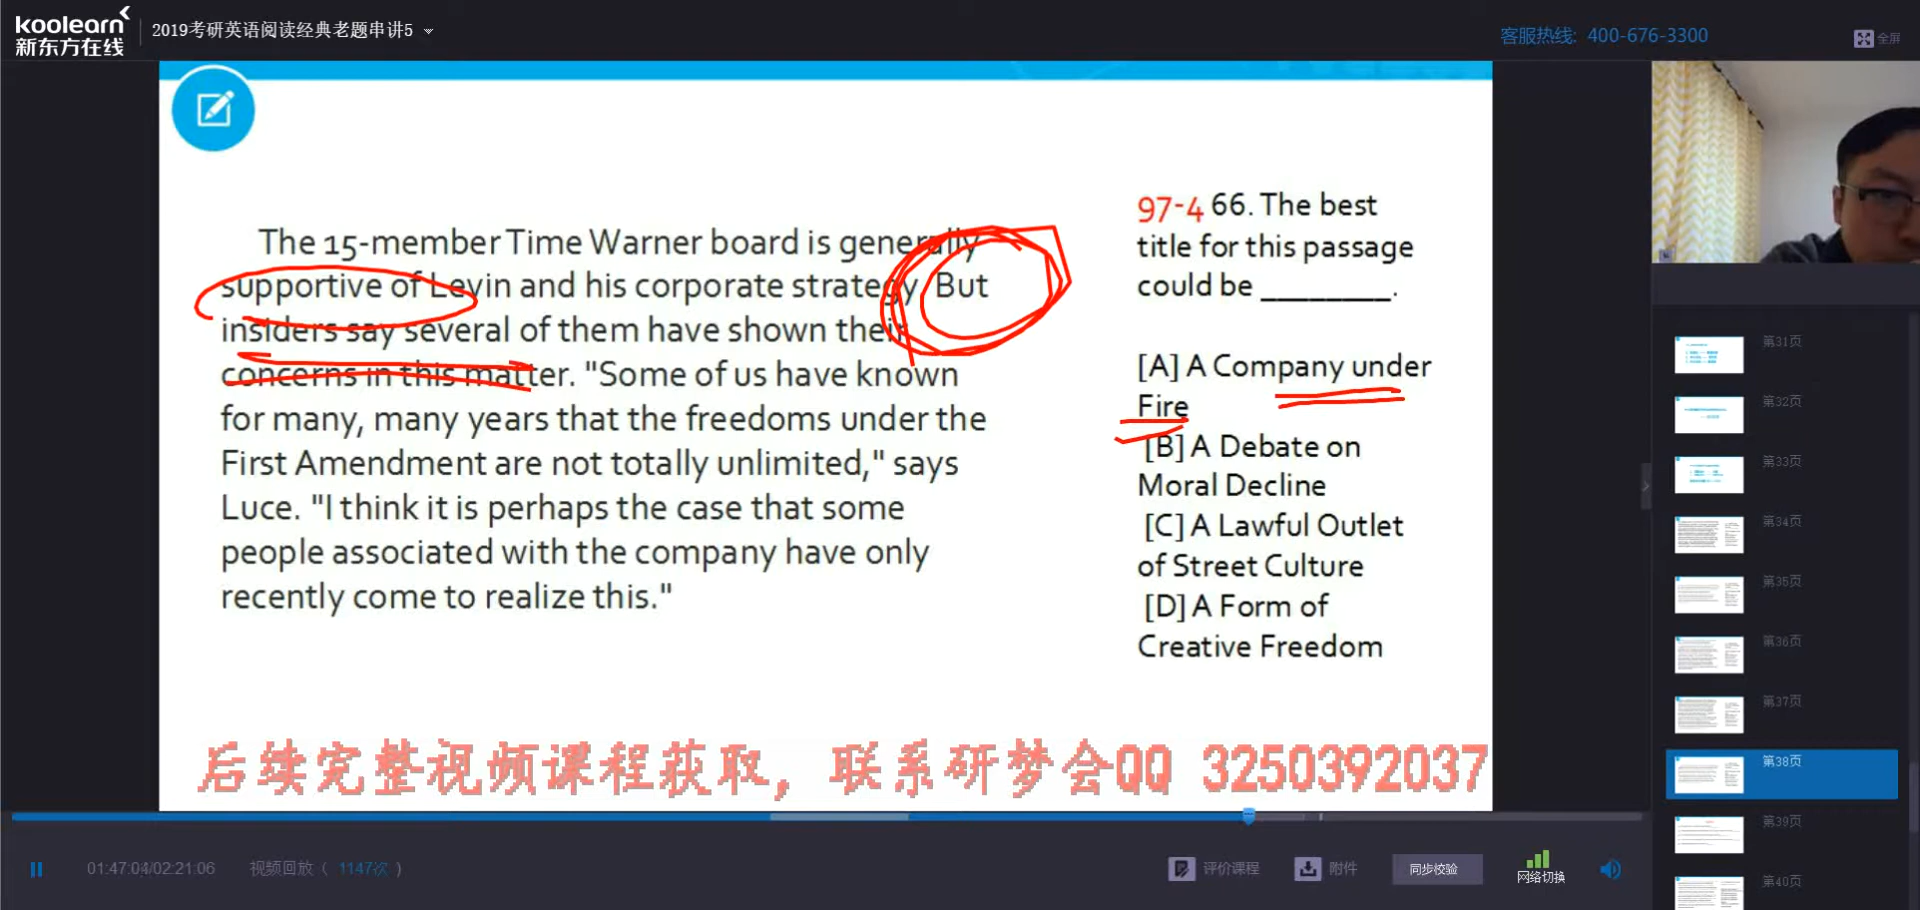 koolearn
新东方在线
2019考研英语阅读经典老题串讲5
客服热线: 400-676-3300
全屏
The 15-member Time Warner board is generally
supportive of Levin and his corporate strategy. But
insiders say several of them have shown their
concerns in this matter. "Some of us have known
for many, many years that the freedoms under the
First Amendment are not totally unlimited," says
Luce. "I think it is perhaps the case that some
people associated with the company have only
recently come to realize this."
97-4 66. The best
title for this passage
could be ________.
[A] A Company under
Fire
[B] A Debate on
Moral Decline
[C] A Lawful Outlet
of Street Culture
[D] A Form of
Creative Freedom
后续完整视频课程获取，联系研梦会QQ 3250392037
第31页
第32页
第33页
第34页
第35页
第36页
第37页
第38页
第39页
第40页
01:47:04/02:21:06
视频回放（ 1147次 ）
评价课程
附件
同步校验
网络切换